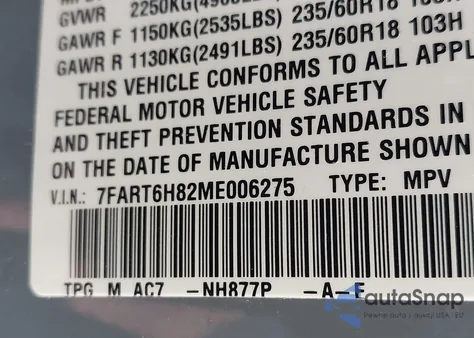 GVWR 2250KG(
GAWR F 1150KG(2535LBS) 235/60R18 103H
GAWR R 1130KG(2491LBS) 235/60R18 103H
THIS VEHICLE CONFORMS TO ALL APPL
FEDERAL MOTOR VEHICLE SAFETY
AND THEFT PREVENTION STANDARDS IN
ON THE DATE OF MANUFACTURE SHOWN
V.I.N.: 7FART6H82ME006275 TYPE: MPV
TPG M AC7 -NH877P -A-E
autaSnap